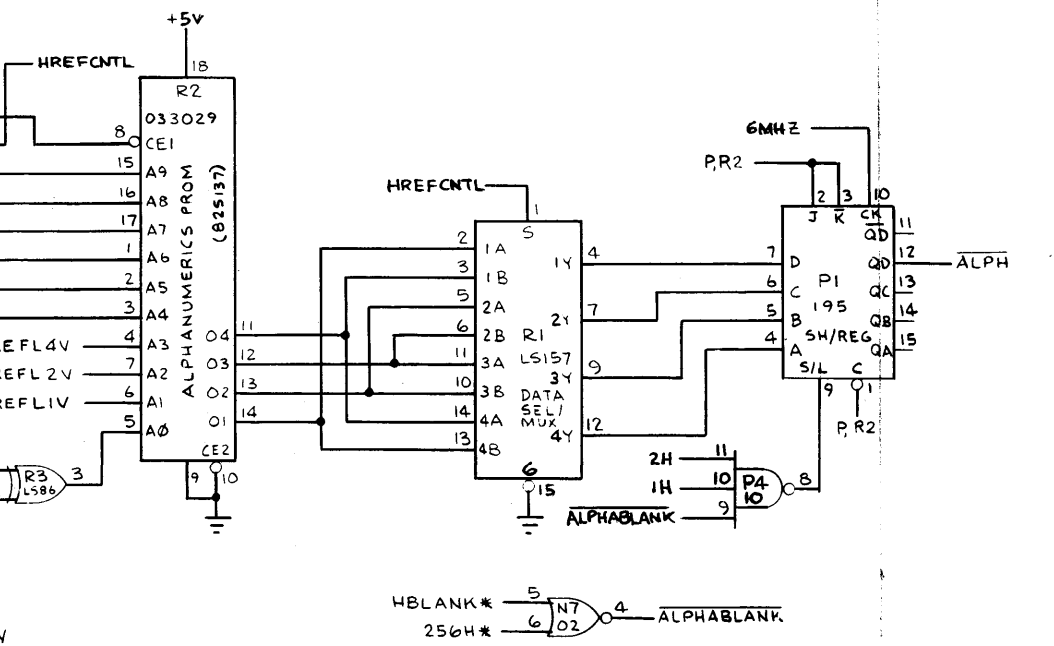 +5V
HREFCNTL
18
R2
033029
8
CE1
15 A9
16 A8
17 A7
1 A6
2 A5
3 A4
EFL4V 4 A3
EFL2V 7 A2
REFL1V 6 A1
5 AØ
ALPHANUMERICS PROM
(82S137)
O4 11
O3 12
O2 13
O1 14
CE2
9
10
R3
LS86
3
HREFCNTL
1
S
2 1A
3 1B
5 2A
6 2B
11 3A
10 3B
14 4A
13 4B
R1
LS157
DATA
SEL/
MUX
1Y 4
2Y 7
3Y 9
4Y 12
G
15
6MHZ
P,R2
2
3
10
J
K
CK
7 D
6 C
5 B
4 A
P1
195
SH/REG
QD 11
QD 12
QC 13
QB 14
QA 15
ALPH
S/L
C
9
1
P,R2
2H 11
1H 10
ALPHABLANK 9
P4
10
8
HBLANK* 5
256H* 6
N7
02
4
ALPHABLANK